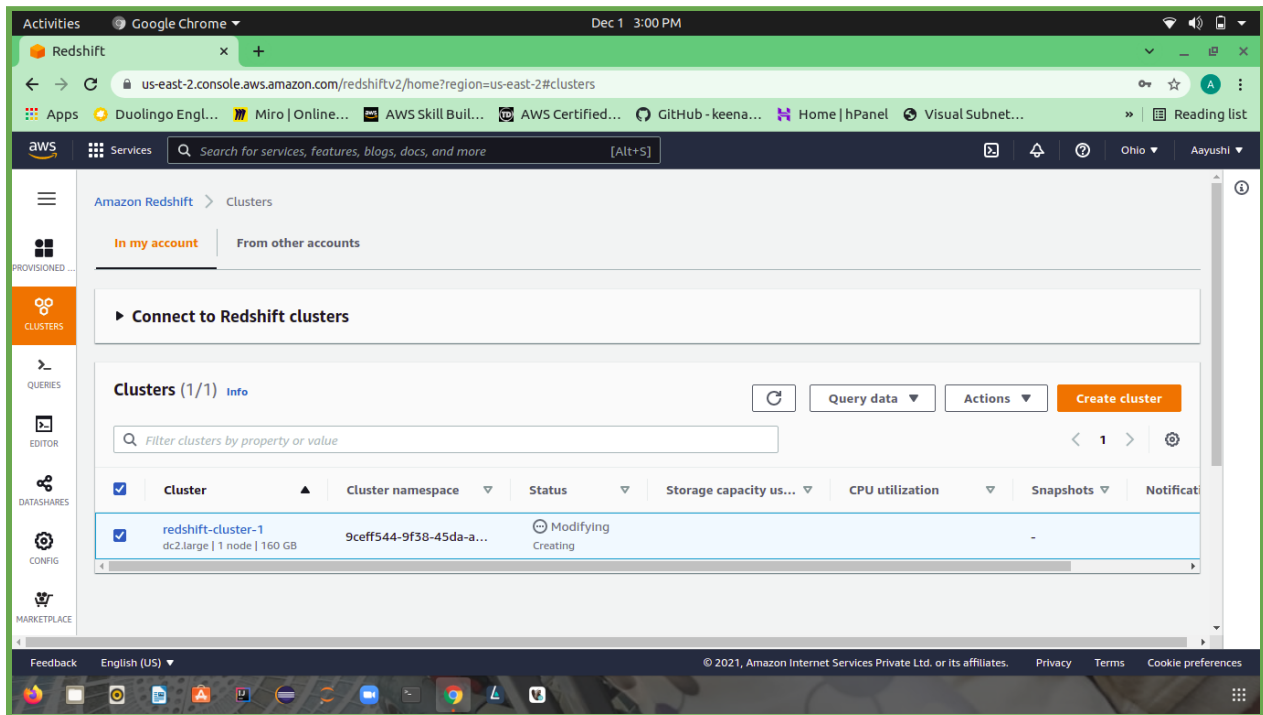 Activities Google Chrome Dec 1 3:00 PM
Redshift
us-east-2.console.aws.amazon.com/redshiftv2/home?region=us-east-2#clusters A
Apps Duolingo Engl... Miro | Online... AWS Skill Buil... AWS Certified... GitHub - keena... Home | hPanel Visual Subnet... » Reading list
aws Services Search for services, features, blogs, docs, and more [Alt+S] Ohio Aayushi
Amazon Redshift > Clusters
In my account From other accounts
PROVISIONED ...
Connect to Redshift clusters
CLUSTERS
QUERIES
Clusters (1/1) Info Query data Actions Create cluster
EDITOR
Filter clusters by property or value < 1 >
DATASHARES
Cluster Cluster namespace Status Storage capacity us... CPU utilization Snapshots Notificati
redshift-cluster-1 9ceff544-9f38-45da-a... Modifying -
dc2.large | 1 node | 160 GB Creating
CONFIG
MARKETPLACE
Feedback English (US) © 2021, Amazon Internet Services Private Ltd. or its affiliates. Privacy Terms Cookie preferences